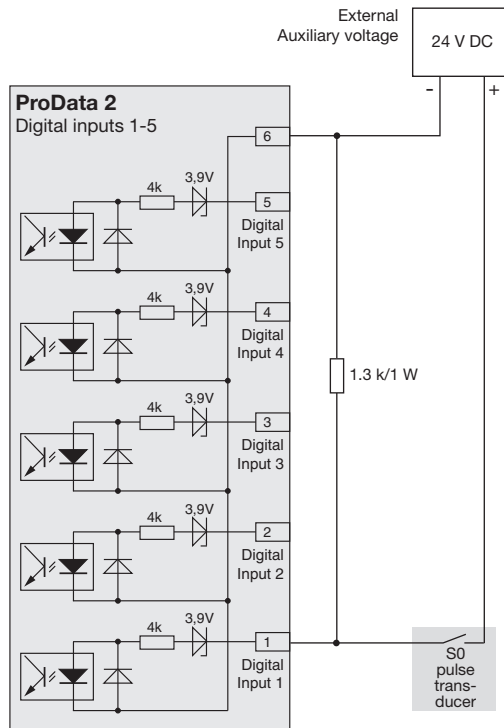 External
Auxiliary voltage
24 V DC
-
+
ProData 2
Digital inputs 1-5
6
4k
3,9V
5
Digital
Input 5
4k
3,9V
4
Digital
Input 4
1.3 k/1 W
4k
3,9V
3
Digital
Input 3
4k
3,9V
2
Digital
Input 2
4k
3,9V
1
Digital
Input 1
S0
pulse
trans-
ducer